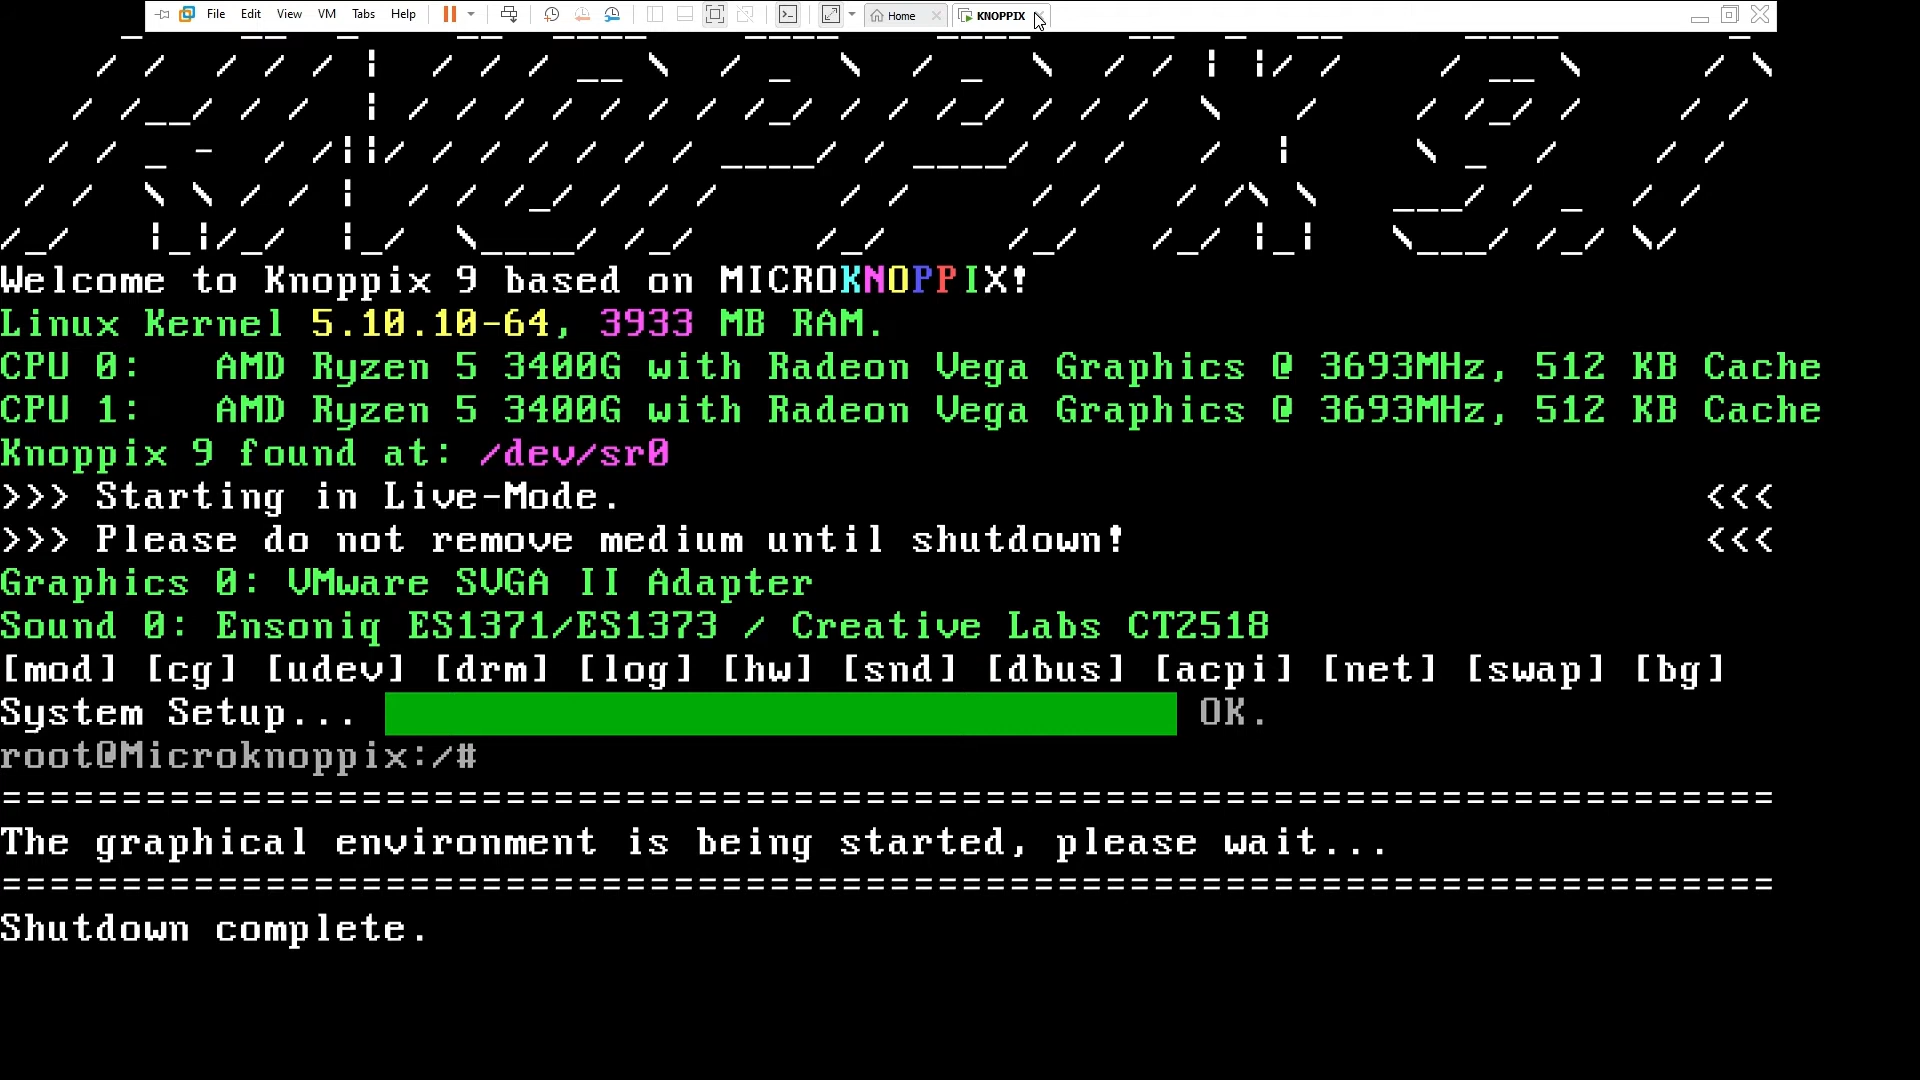 File Edit View VM Tabs Help Home KNOPPIX
Welcome to Knoppix 9 based on MICROKNOPPIX!
Linux Kernel 5.10.10-64, 3933 MB RAM.
CPU 0: AMD Ryzen 5 3400G with Radeon Vega Graphics @ 3693MHz, 512 KB Cache
CPU 1: AMD Ryzen 5 3400G with Radeon Vega Graphics @ 3693MHz, 512 KB Cache
Knoppix 9 found at: /dev/sr0
>>> Starting in Live-Mode. <<<
>>> Please do not remove medium until shutdown! <<<
Graphics 0: VMware SVGA II Adapter
Sound 0: Ensoniq ES1371/ES1373 / Creative Labs CT2518
[mod] [cg] [udev] [drm] [log] [hw] [snd] [dbus] [acpi] [net] [swap] [bg]
System Setup... OK.
root@Microknoppix:/#
==========================================================================
The graphical environment is being started, please wait...
==========================================================================
Shutdown complete.